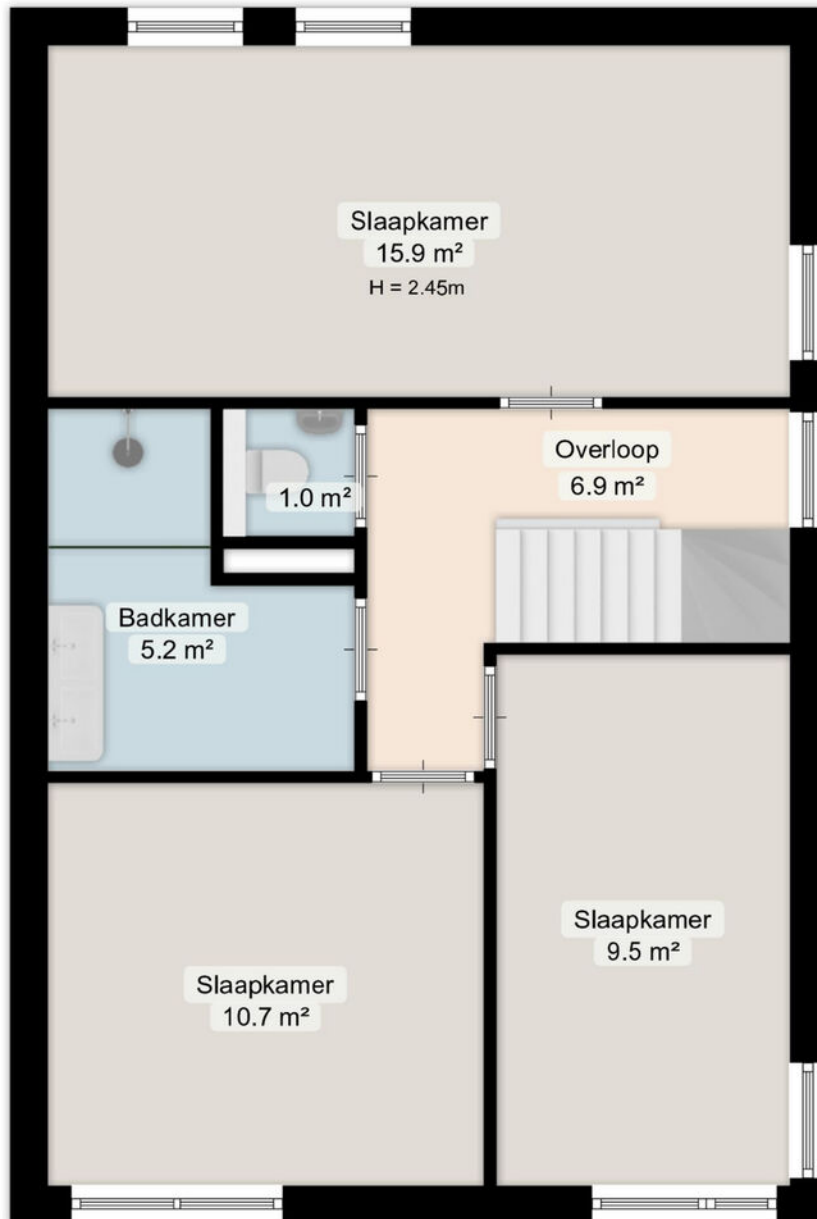 Slaapkamer
15.9 m²
H = 2.45m
Overloop
6.9 m²
1.0 m²
Badkamer
5.2 m²
Slaapkamer
9.5 m²
Slaapkamer
10.7 m²